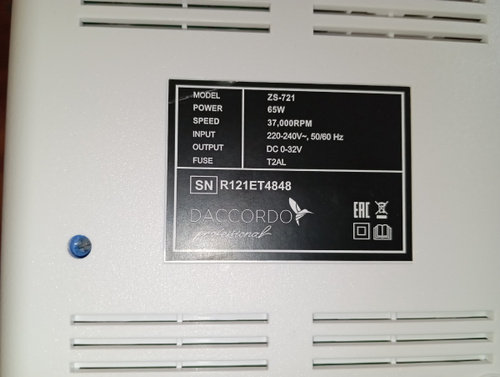 MODEL ZS-721
POWER 65W
SPEED 37,000RPM
INPUT 220-240V~, 50/60 Hz
OUTPUT DC 0-32V
FUSE T2AL
SN R121ET4848
DACCORDO
professional
EAC